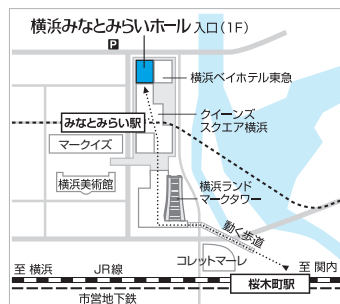 横浜みなとみらいホール 入口(1F)
P
横浜ベイホテル東急
みなとみらい駅
クイーンズ
スクエア横浜
マークイズ
横浜美術館
横浜ランド
マークタワー
動く歩道
コレットマーレ
至 横浜
JR線
桜木町駅
至 関内
市営地下鉄